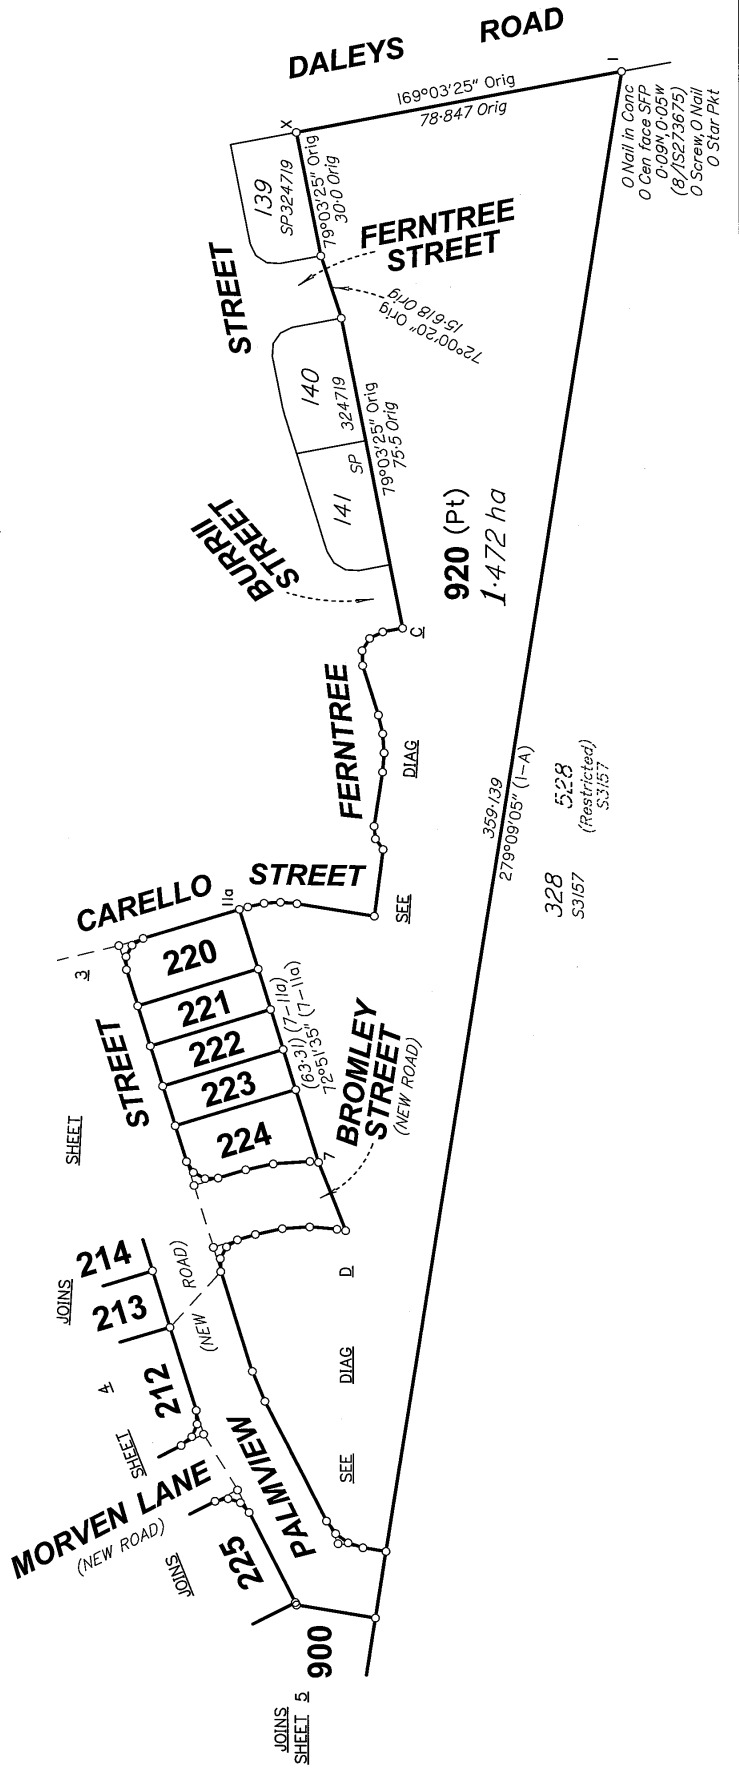 DALEYS ROAD
169°03'25" Orig
78·847 Orig
X
1
O Nail in Conc
O Cen face SFP
0·09N,0·05W
(8/IS273675)
O Screw, O Nail
O Star Pkt
139
SP324719
79°03'25" Orig
30·0 Orig
FERNTREE
STREET
STREET
72°00'20" Orig
15·618 Orig
140
324719
141
SP
79°03'25" Orig
75·5 Orig
BURRII
STREET
920 (Pt)
1·472 ha
C
FERNTREE
STREET
DIAG
SEE
359·139
279°09'05" (1-A)
528
(Restricted)
S.3157
328
S3157
CARELLO
11a
3
220
221
222
223
224
(63·31) (7-11a)
72°51'35" (7-11a)
7
STREET
SHEET
BROMLEY
STREET
(NEW ROAD)
214
213
212
JOINS
4
SHEET
(NEW ROAD)
D
DIAG
SEE
PALMVIEW
MORVEN LANE
(NEW ROAD)
JOINS
225
900
JOINS
SHEET 5